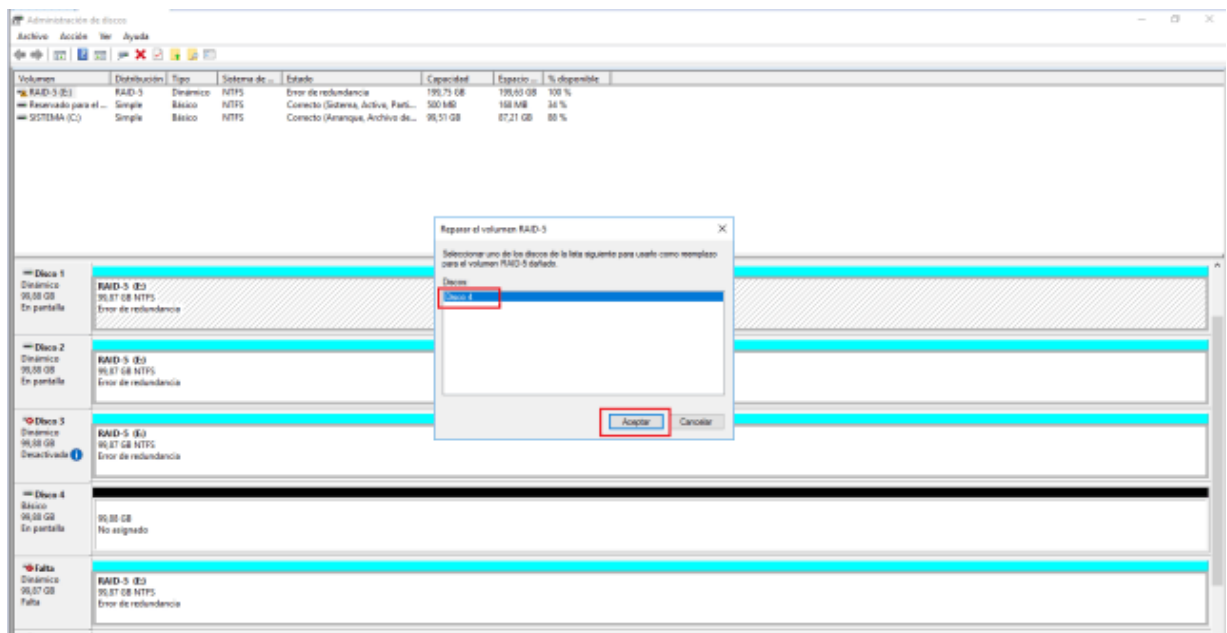 Administración de discos
Archivo Acción Ver Ayuda
Volumen Distribución Tipo Sistema de ... Estado Capacidad Espacio ... % disponible
RAID-5 (E:) RAID-5 Dinámico NTFS Error de redundancia 199,75 GB 199,63 GB 100 %
Reservado para el ... Simple Básico NTFS Correcto (Sistema, Activo, Parti... 500 MB 168 MB 34 %
SISTEMA (C:) Simple Básico NTFS Correcto (Arranque, Archivo de... 99,51 GB 87,21 GB 88 %
Reparar el volumen RAID-5
Seleccionar uno de los discos de la lista siguiente para usarlo como reemplazo
para el volumen RAID-5 dañado.
Discos:
Disco 4
Aceptar Cancelar
Disco 1
Dinámico
99,88 GB
En pantalla
RAID-5 (E:)
99,87 GB NTFS
Error de redundancia
Disco 2
Dinámico
99,88 GB
En pantalla
RAID-5 (E:)
99,87 GB NTFS
Error de redundancia
Disco 3
Dinámico
99,88 GB
Desactivada
RAID-5 (E:)
99,87 GB NTFS
Error de redundancia
Disco 4
Básico
99,88 GB
En pantalla
99,88 GB
No asignado
Falta
Dinámico
99,87 GB
Falta
RAID-5 (E:)
99,87 GB NTFS
Error de redundancia